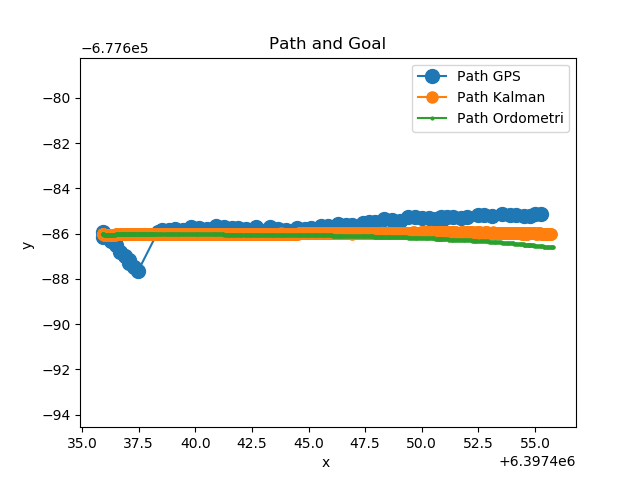 Path and Goal
−6.776e5
Path GPS
Path Kalman
Path Ordometri
−80
−82
−84
−86
−88
−90
−92
−94
y
35.0 37.5 40.0 42.5 45.0 47.5 50.0 52.5 55.0
x
+6.3974e6